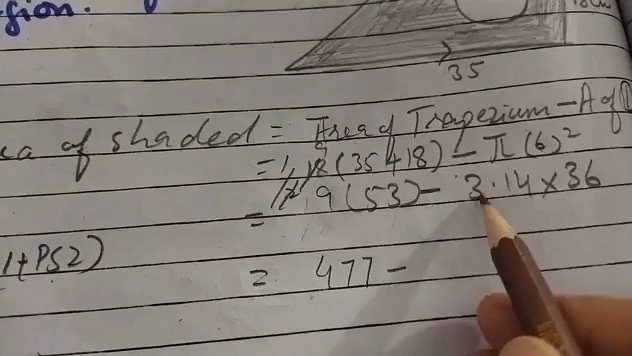 gion.
18cm
35
ea of shaded = Area of Trapezium – A of
= 1/2 18 (35+18) – π(6)²
= 9(53) – 3.14×36
1+PS2)
= 477 –